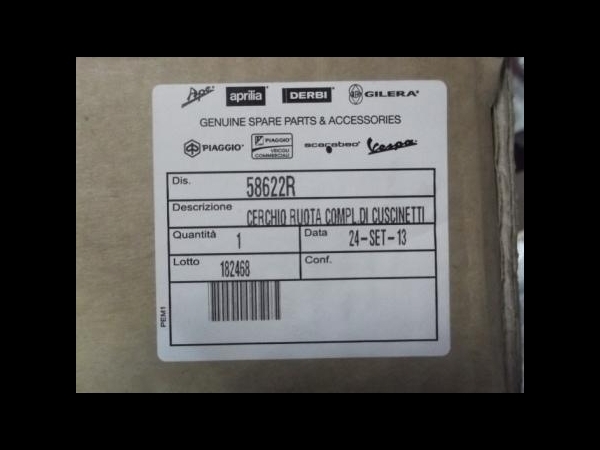 Ape aprilia DERBI GILERA
GENUINE SPARE PARTS & ACCESSORIES
PIAGGIO PIAGGIO VEICOLI COMMERCIALI scarabeo Vespa
Dis. 58622R
Descrizione CERCHIO RUOTA COMPL.DI CUSCINETTI
Quantità 1 Data 24-SET-13
Lotto 182468 Conf.
PEM1